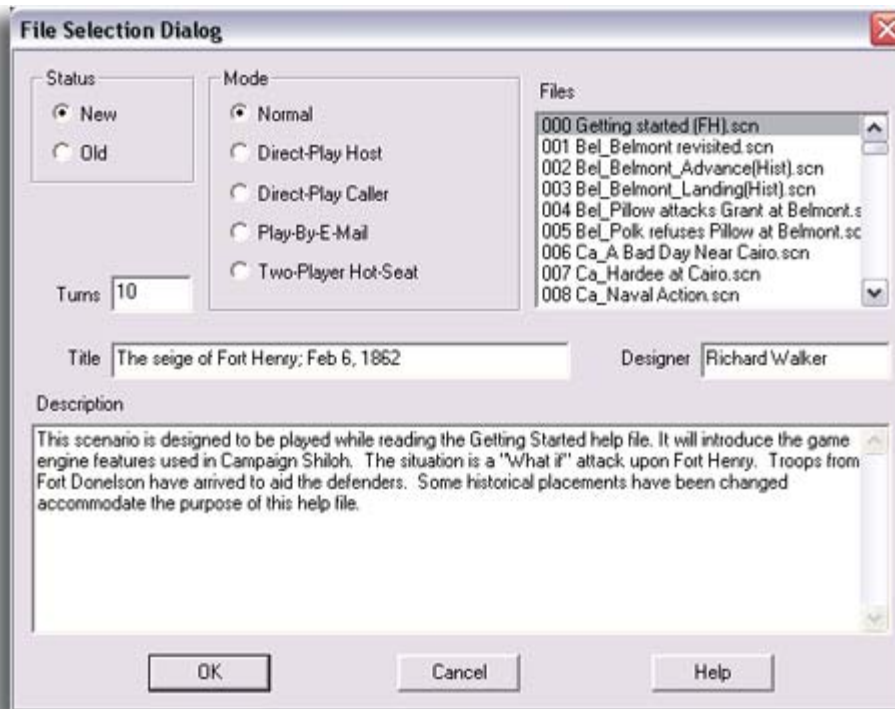 File Selection Dialog
Status
New
Old
Mode
Normal
Direct-Play Host
Direct-Play Caller
Play-By-E-Mail
Two-Player Hot-Seat
Files
000 Getting started (FH).scn
001 Bel_Belmont revisited.scn
002 Bel_Belmont_Advance(Hist).scn
003 Bel_Belmont_Landing(Hist).scn
004 Bel_Pillow attacks Grant at Belmont.s
005 Bel_Polk refuses Pillow at Belmont.sc
006 Ca_A Bad Day Near Cairo.scn
007 Ca_Hardee at Cairo.scn
008 Ca_Naval Action.scn
Turns 10
Title The seige of Fort Henry; Feb 6, 1862
Designer Richard Walker
Description
This scenario is designed to be played while reading the Getting Started help file. It will introduce the game
engine features used in Campaign Shiloh. The situation is a "What if" attack upon Fort Henry. Troops from
Fort Donelson have arrived to aid the defenders. Some historical placements have been changed
accommodate the purpose of this help file.
OK
Cancel
Help